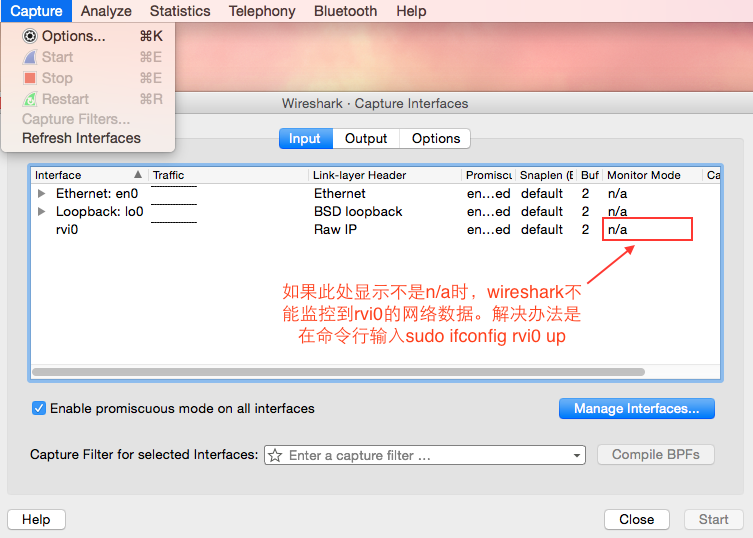 Capture Analyze Statistics Telephony Bluetooth Help
Options... ⌘K
Start ⌘E
Stop ⌘E
Restart ⌘R
Capture Filters...
Refresh Interfaces
Wireshark · Capture Interfaces
Input Output Options
Interface Traffic Link-layer Header Promiscu Snaplen (B Buf Monitor Mode Ca
Ethernet: en0 Ethernet en...ed default 2 n/a
Loopback: lo0 BSD loopback en...ed default 2 n/a
rvi0 Raw IP en...ed default 2 n/a
如果此处显示不是n/a时，wireshark不
能监控到rvi0的网络数据。解决办法是
在命令行输入sudo ifconfig rvi0 up
Enable promiscuous mode on all interfaces
Manage Interfaces...
Capture Filter for selected Interfaces: Enter a capture filter ... Compile BPFs
Help Close Start